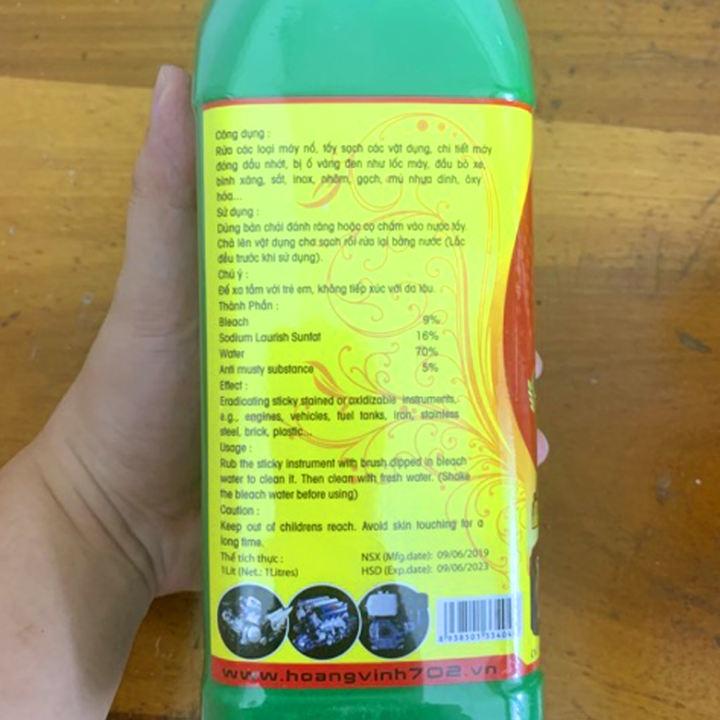 Công dụng :
Rửa các loại máy nổ, tẩy sạch các vật dụng, chi tiết máy
đóng dầu nhớt, bị ố vàng đen như lốc máy, đầu bò xe,
bình xăng, sắt, inox, nhôm, gạch, mủ nhựa dính, ôxy
hóa...
Sử dụng :
Dùng bàn chải đánh răng hoặc cọ chấm vào nước tẩy.
Chà lên vật dụng cho sạch rồi rửa lại bằng nước (Lắc
đều trước khi sử dụng).
Chú ý :
Để xa tầm với trẻ em, không tiếp xúc với da lâu.
Thành Phần :
Bleach 9%
Sodium Laurish Sunfat 16%
Water 70%
Anti musty substance 5%
Effect :
Eradicating sticky stained or oxidizable instruments,
e.g., engines, vehicles, fuel tanks, iron, stainless
steel, brick, plastic...
Usage :
Rub the sticky instrument with brush dipped in bleach
water to clean it. Then clean with fresh water. (Shake
the bleach water before using)
Caution :
Keep out of childrens reach. Avoid skin touching for a
long time.
Thể tích thực : NSX (Mfg.date): 09/06/2019
1Lit (Net.: 1Litres) HSD (Exp.date): 09/06/2023
www.hoangvinh702.vn